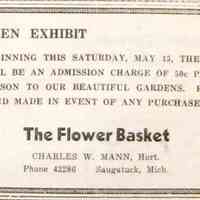 EN EXHIBIT
INNING THIS SATURDAY, MAY 15, THE
L BE AN ADMISSION CHARGE OF 50c P
SON TO OUR BEAUTIFUL GARDENS.
D MADE IN EVENT OF ANY PURCHASE
The Flower Basket
CHARLES W. MANN, Hort.
Phone 42286 Saugatuck, Mich.